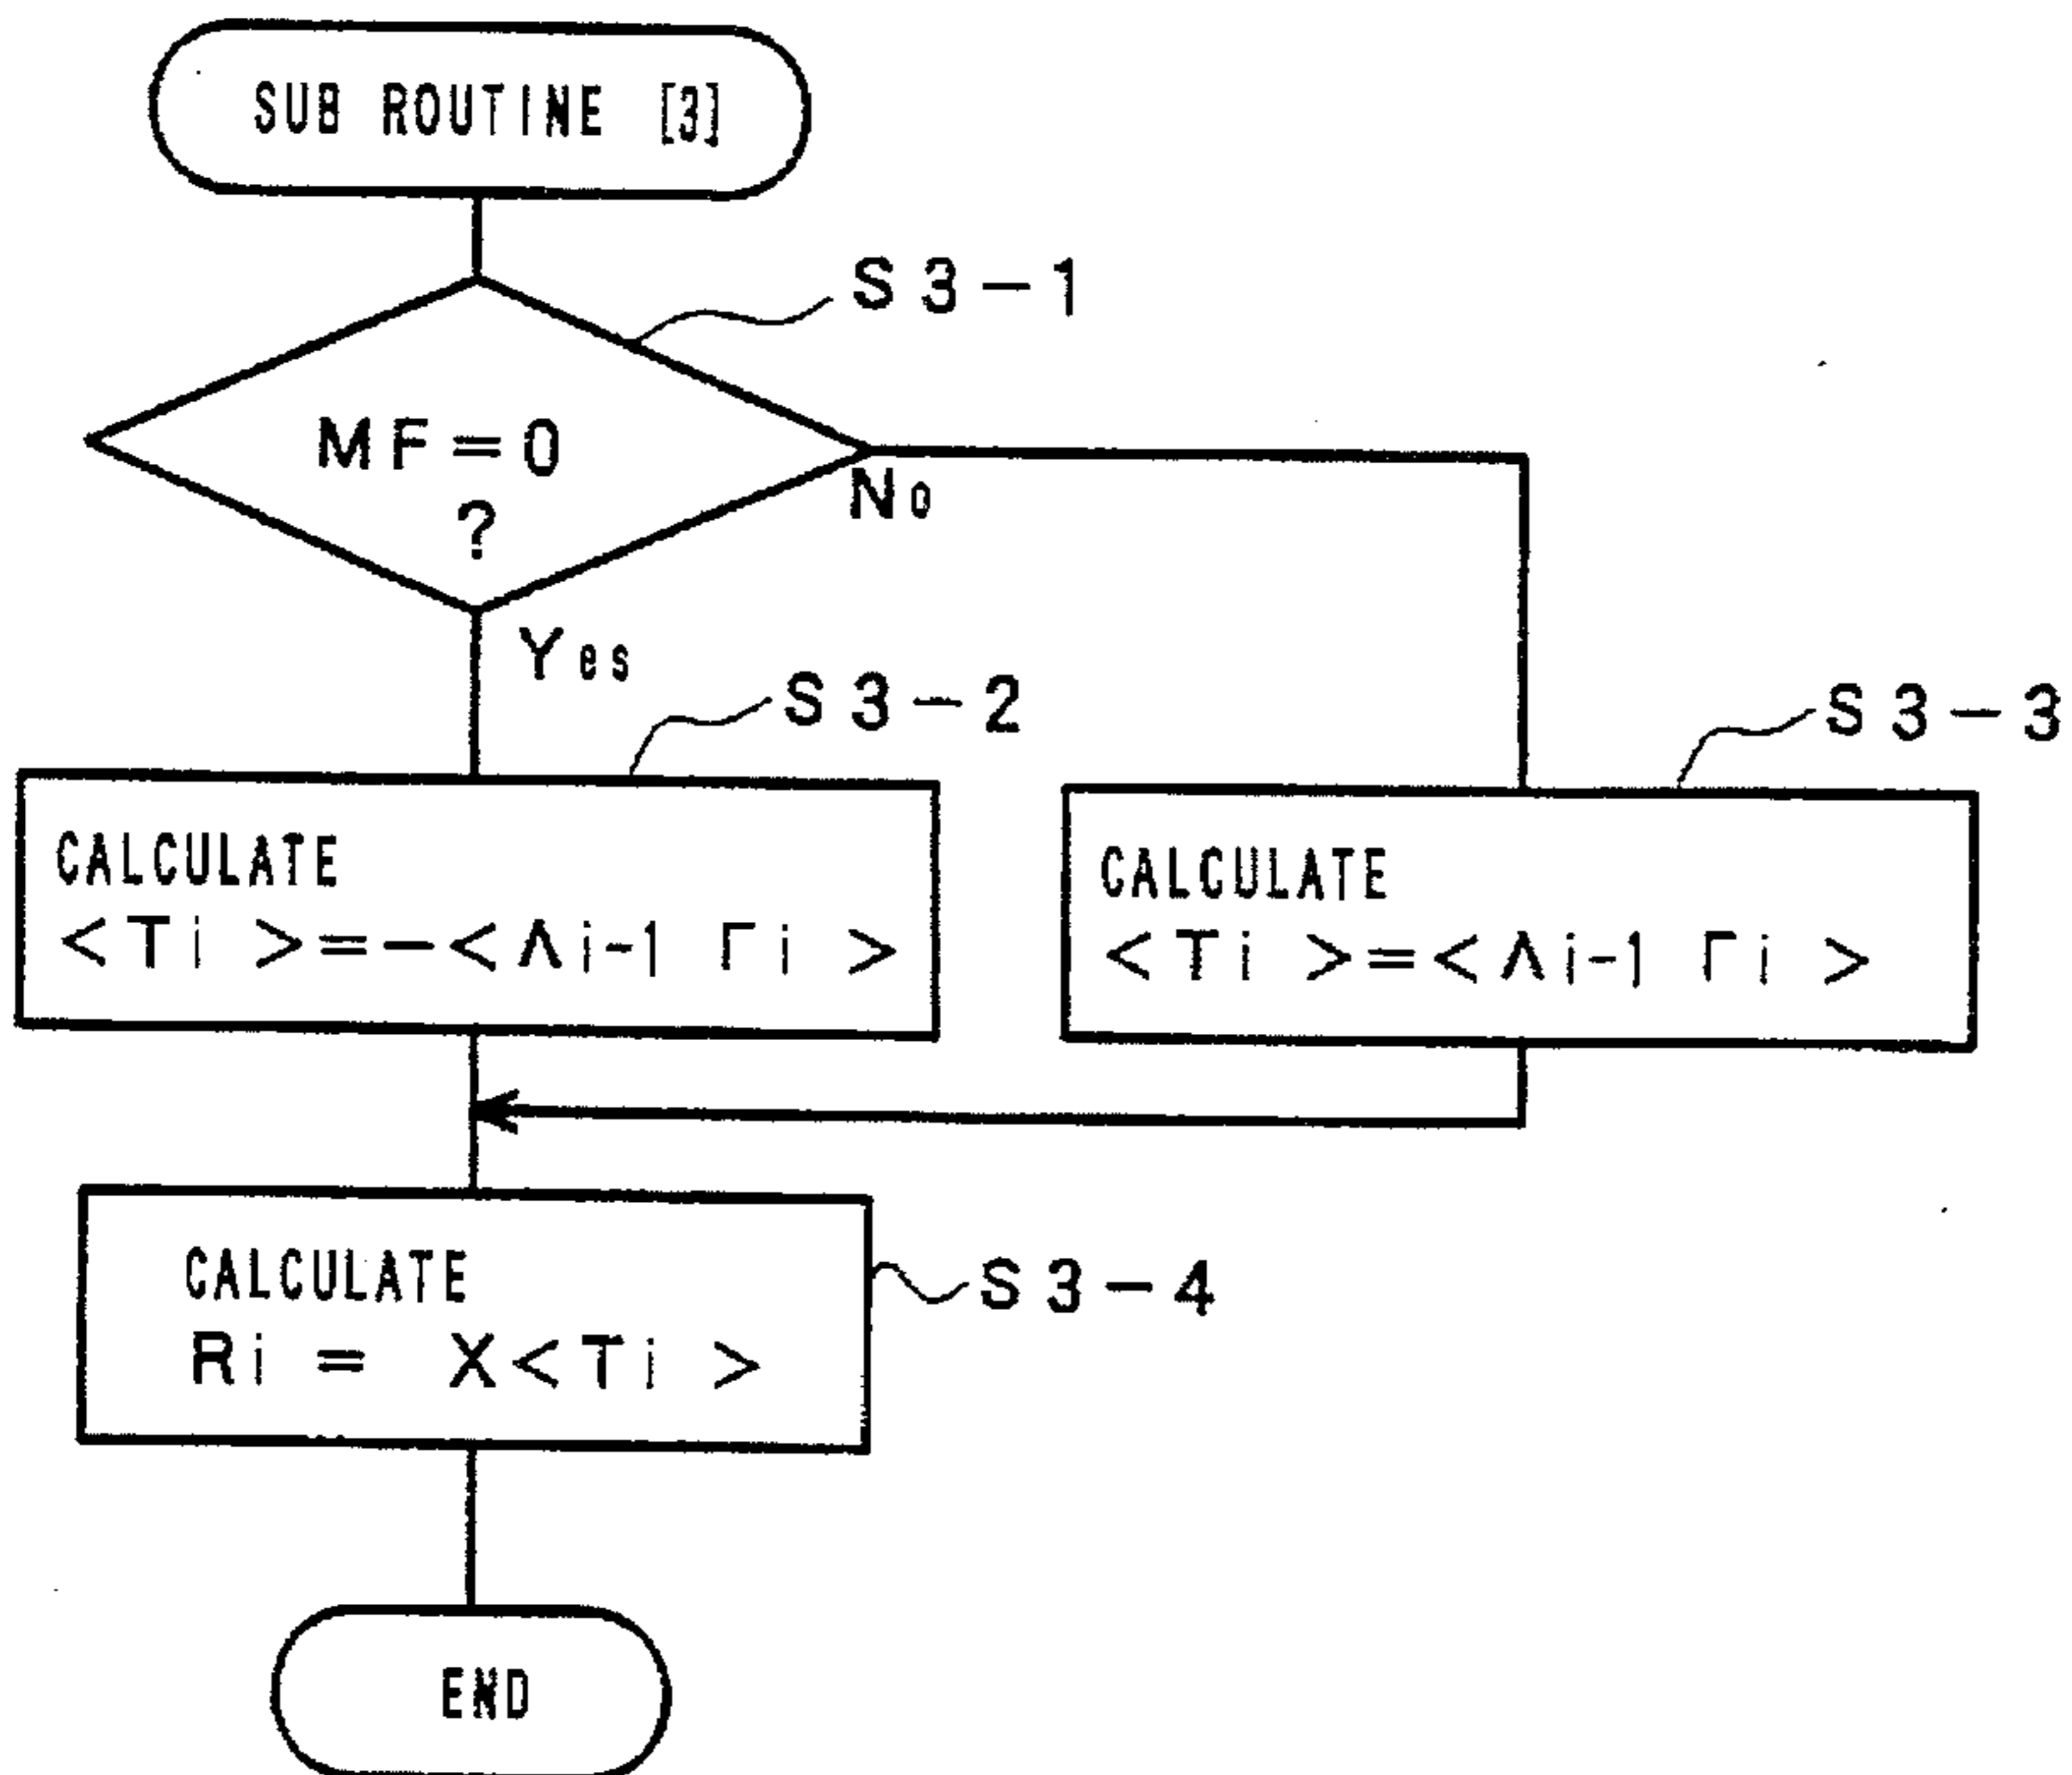 SUB ROUTINE [3]
S3-1
MF=0
?
No
Yes
S3-2
S3-3
CALCULATE
<Ti>=-<Λi-1 Γi>
CALCULATE
<Ti>=<Λi-1 Γi>
CALCULATE
Ri = X<Ti>
S3-4
END